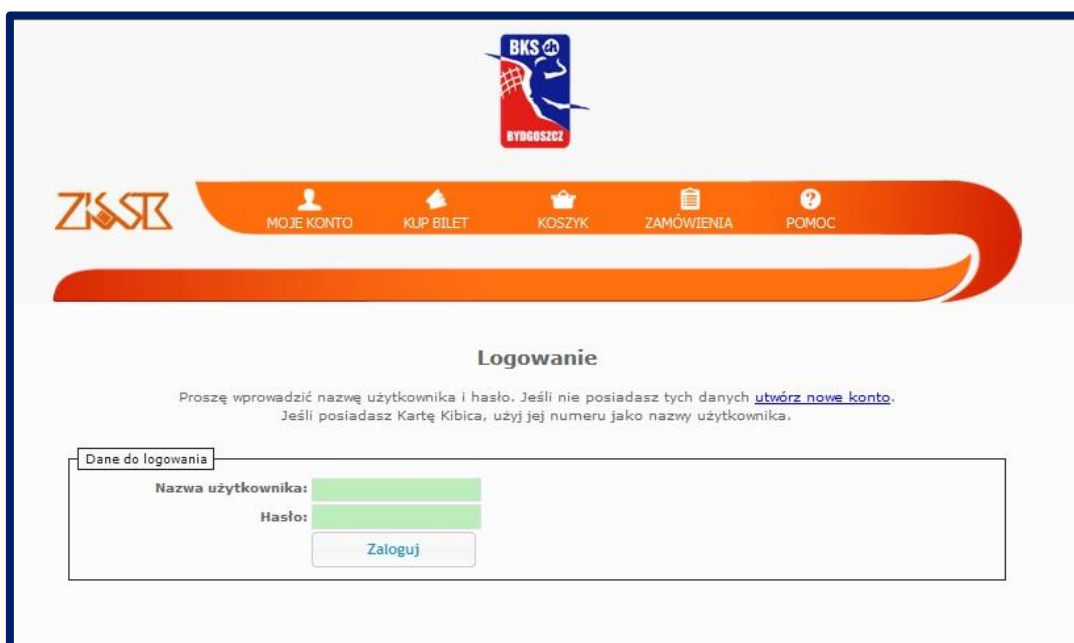 BKS ch
BYDGOSZCZ
MOJE KONTO KUP BILET KOSZYK ZAMÓWIENIA POMOC
Logowanie
Proszę wprowadzić nazwę użytkownika i hasło. Jeśli nie posiadasz tych danych utwórz nowe konto.
Jeśli posiadasz Kartę Kibica, użyj jej numeru jako nazwy użytkownika.
Dane do logowania
Nazwa użytkownika:
Hasło:
Zaloguj